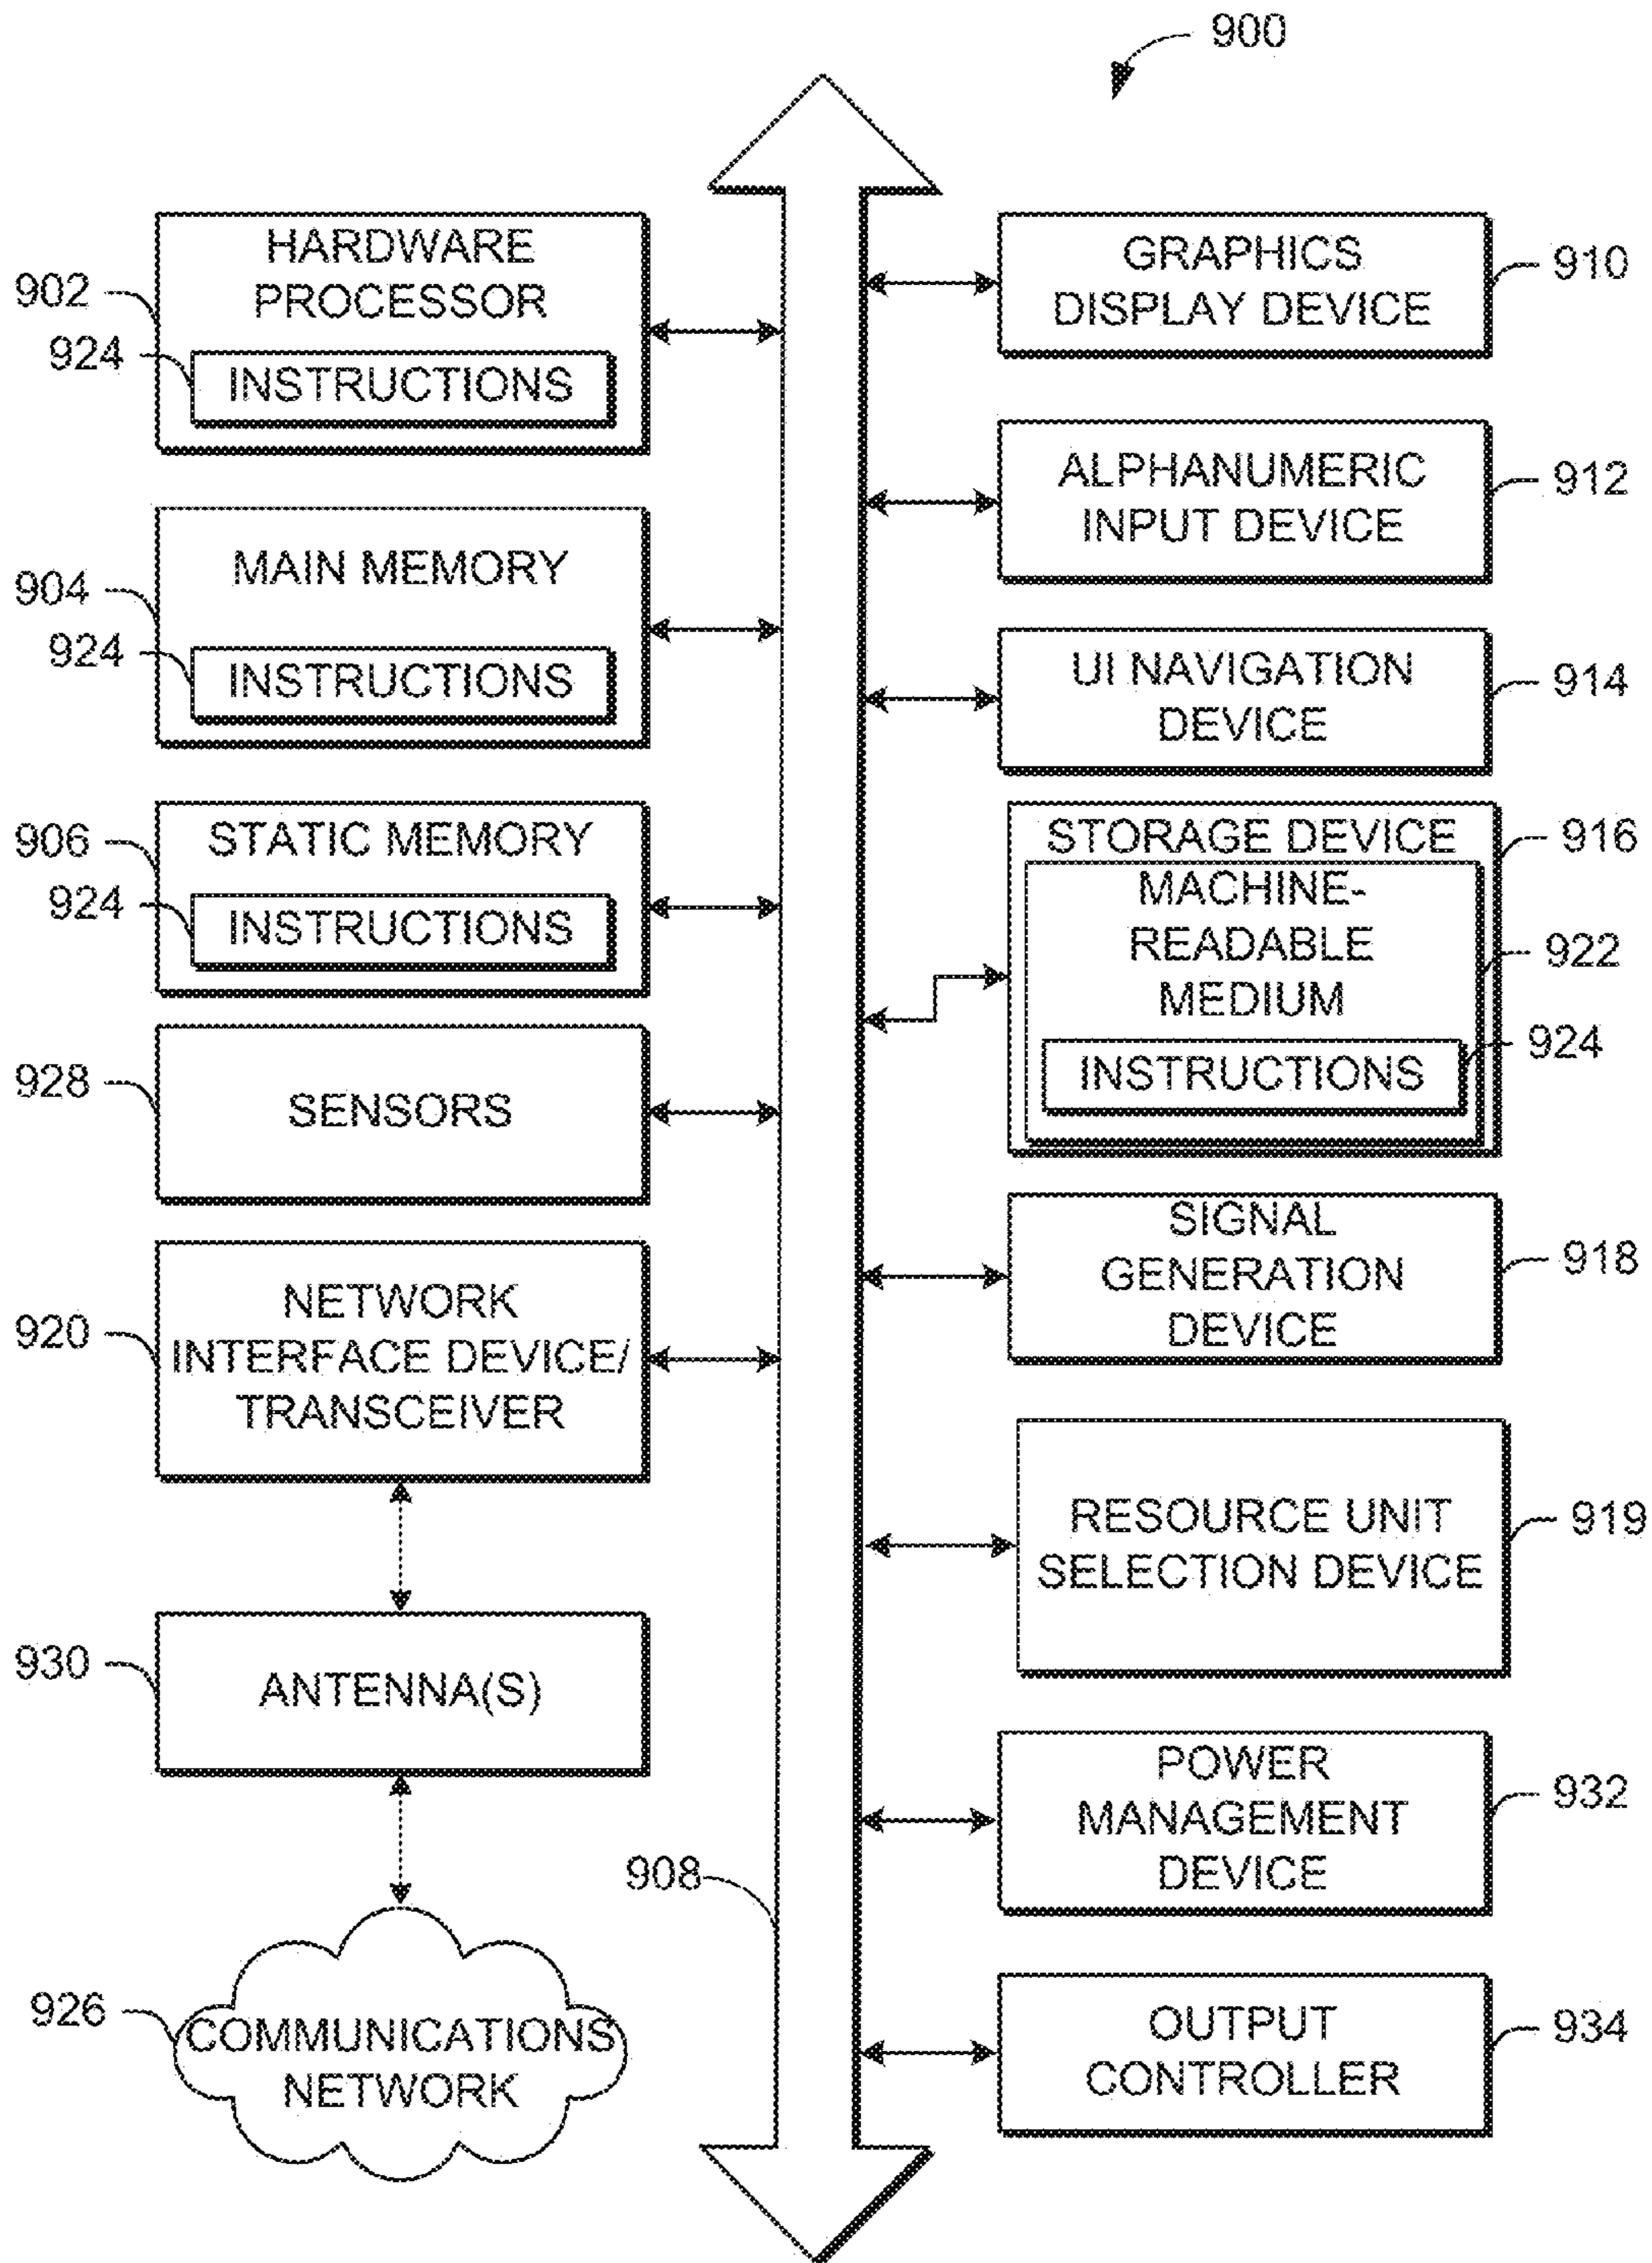 900
HARDWARE
PROCESSOR
902
924
INSTRUCTIONS
MAIN MEMORY
904
924
INSTRUCTIONS
STATIC MEMORY
906
924
INSTRUCTIONS
928
SENSORS
NETWORK
INTERFACE DEVICE/
TRANSCEIVER
920
930
ANTENNA(S)
908
926
COMMUNICATIONS
NETWORK
GRAPHICS
DISPLAY DEVICE
910
ALPHANUMERIC
INPUT DEVICE
912
UI NAVIGATION
DEVICE
914
STORAGE DEVICE
916
MACHINE-
READABLE
MEDIUM
922
INSTRUCTIONS
924
SIGNAL
GENERATION
DEVICE
918
RESOURCE UNIT
SELECTION DEVICE
919
POWER
MANAGEMENT
DEVICE
932
OUTPUT
CONTROLLER
934